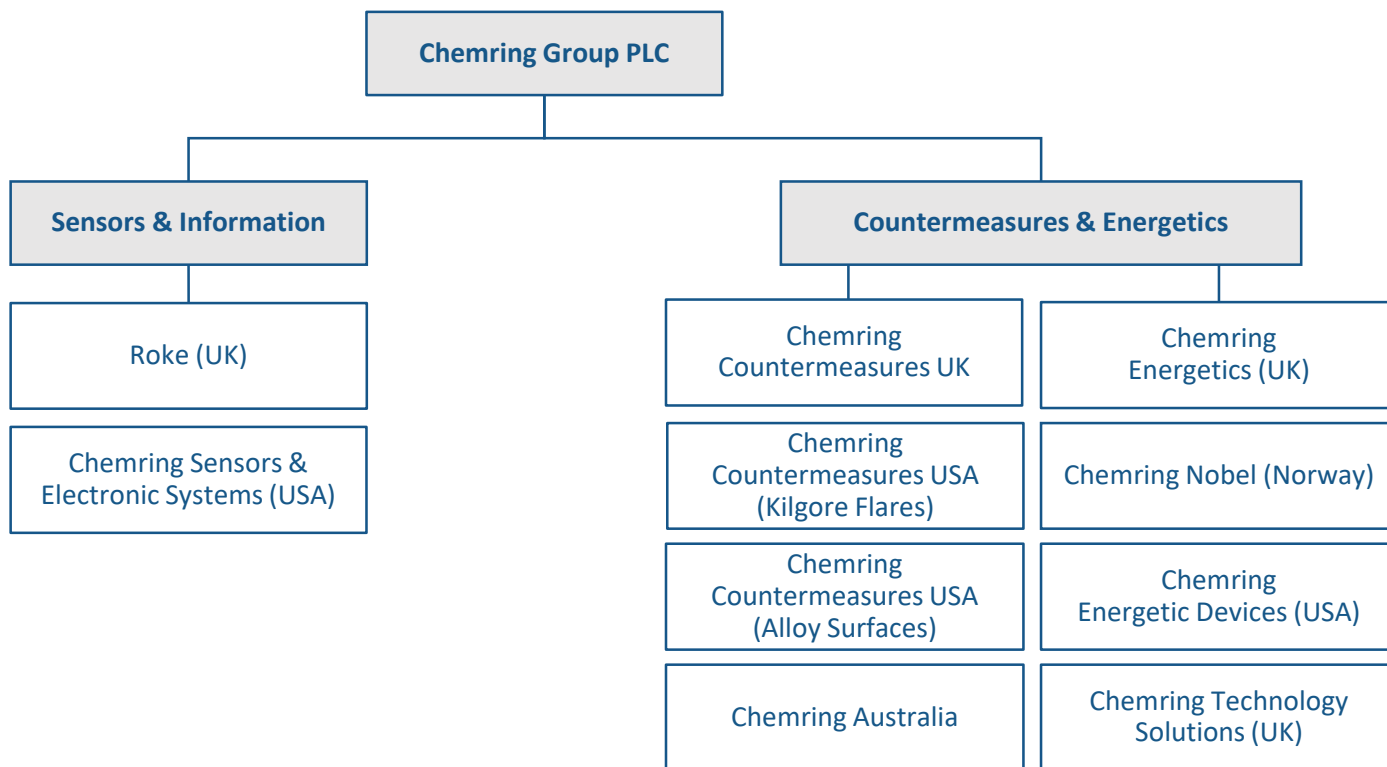 Chemring Group PLC
Sensors & Information
Roke (UK)
Chemring Sensors &
Electronic Systems (USA)
Countermeasures & Energetics
Chemring
Countermeasures UK
Chemring
Countermeasures USA
(Kilgore Flares)
Chemring
Countermeasures USA
(Alloy Surfaces)
Chemring Australia
Chemring
Energetics (UK)
Chemring Nobel (Norway)
Chemring
Energetic Devices (USA)
Chemring Technology
Solutions (UK)